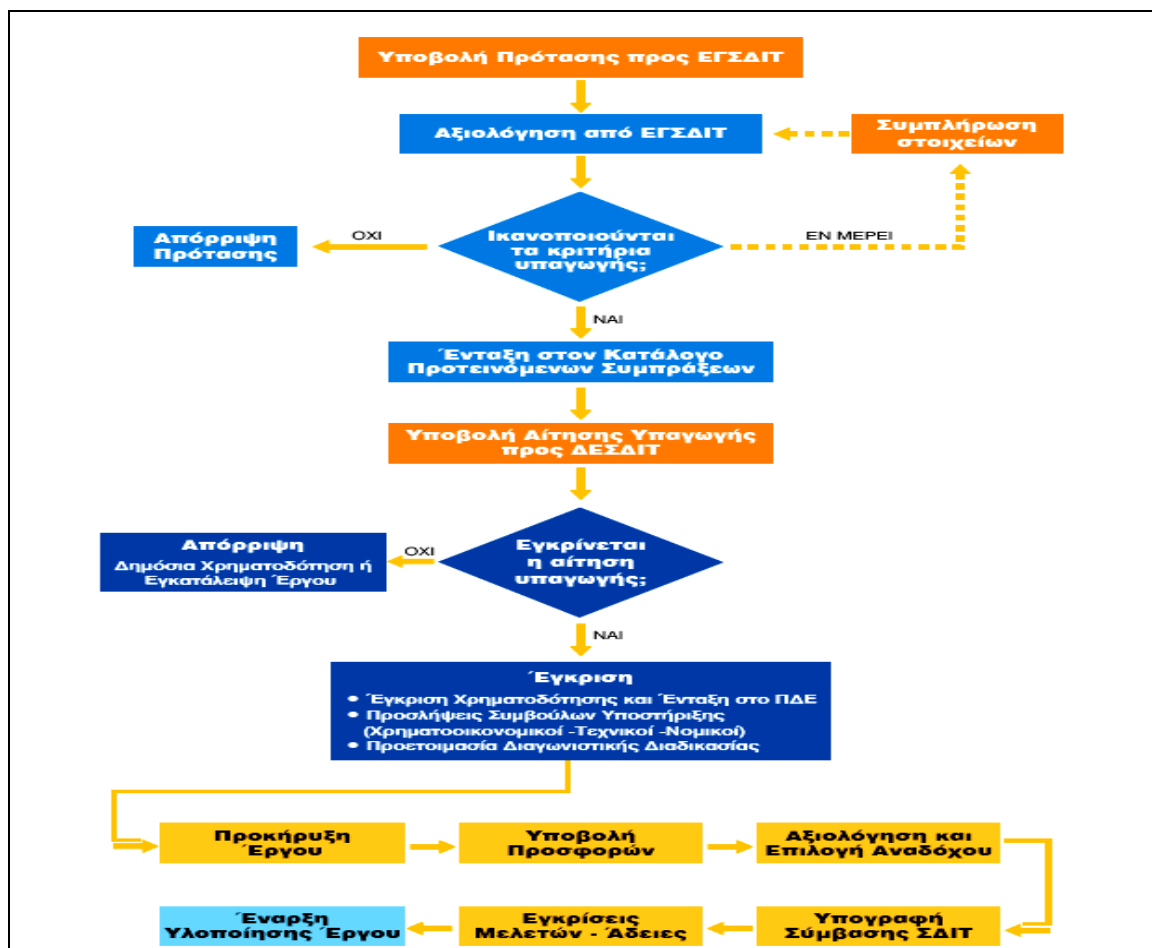 Υποβολή Πρότασης προς ΕΓΣΔΙΤ
Αξιολόγηση από ΕΓΣΔΙΤ
Συμπλήρωση
στοιχείων
Ικανοποιούνται
τα κριτήρια
υπαγωγής;
ΟΧΙ
Απόρριψη
Πρότασης
ΕΝ ΜΕΡΕΙ
ΝΑΙ
Ένταξη στον Κατάλογο
Προτεινόμενων Συμπράξεων
Υποβολή Αίτησης Υπαγωγής
προς ΔΕΣΔΙΤ
Εγκρίνεται
η αίτηση
υπαγωγής;
ΟΧΙ
Απόρριψη
Δημόσια Χρηματοδότηση ή
Εγκατάλειψη Έργου
ΝΑΙ
Έγκριση
• Έγκριση Χρηματοδότησης και Ένταξη στο ΠΔΕ
• Προσλήψεις Συμβούλων Υποστήριξης
(Χρηματοοικονομικοί -Τεχνικοί -Νομικοί)
• Προετοιμασία Διαγωνιστικής Διαδικασίας
Προκήρυξη
Έργου
Υποβολή
Προσφορών
Αξιολόγηση και
Επιλογή Αναδόχου
Υπογραφή
Σύμβασης ΣΔΙΤ
Εγκρίσεις
Μελετών - Άδειες
Έναρξη
Υλοποίησης Έργου